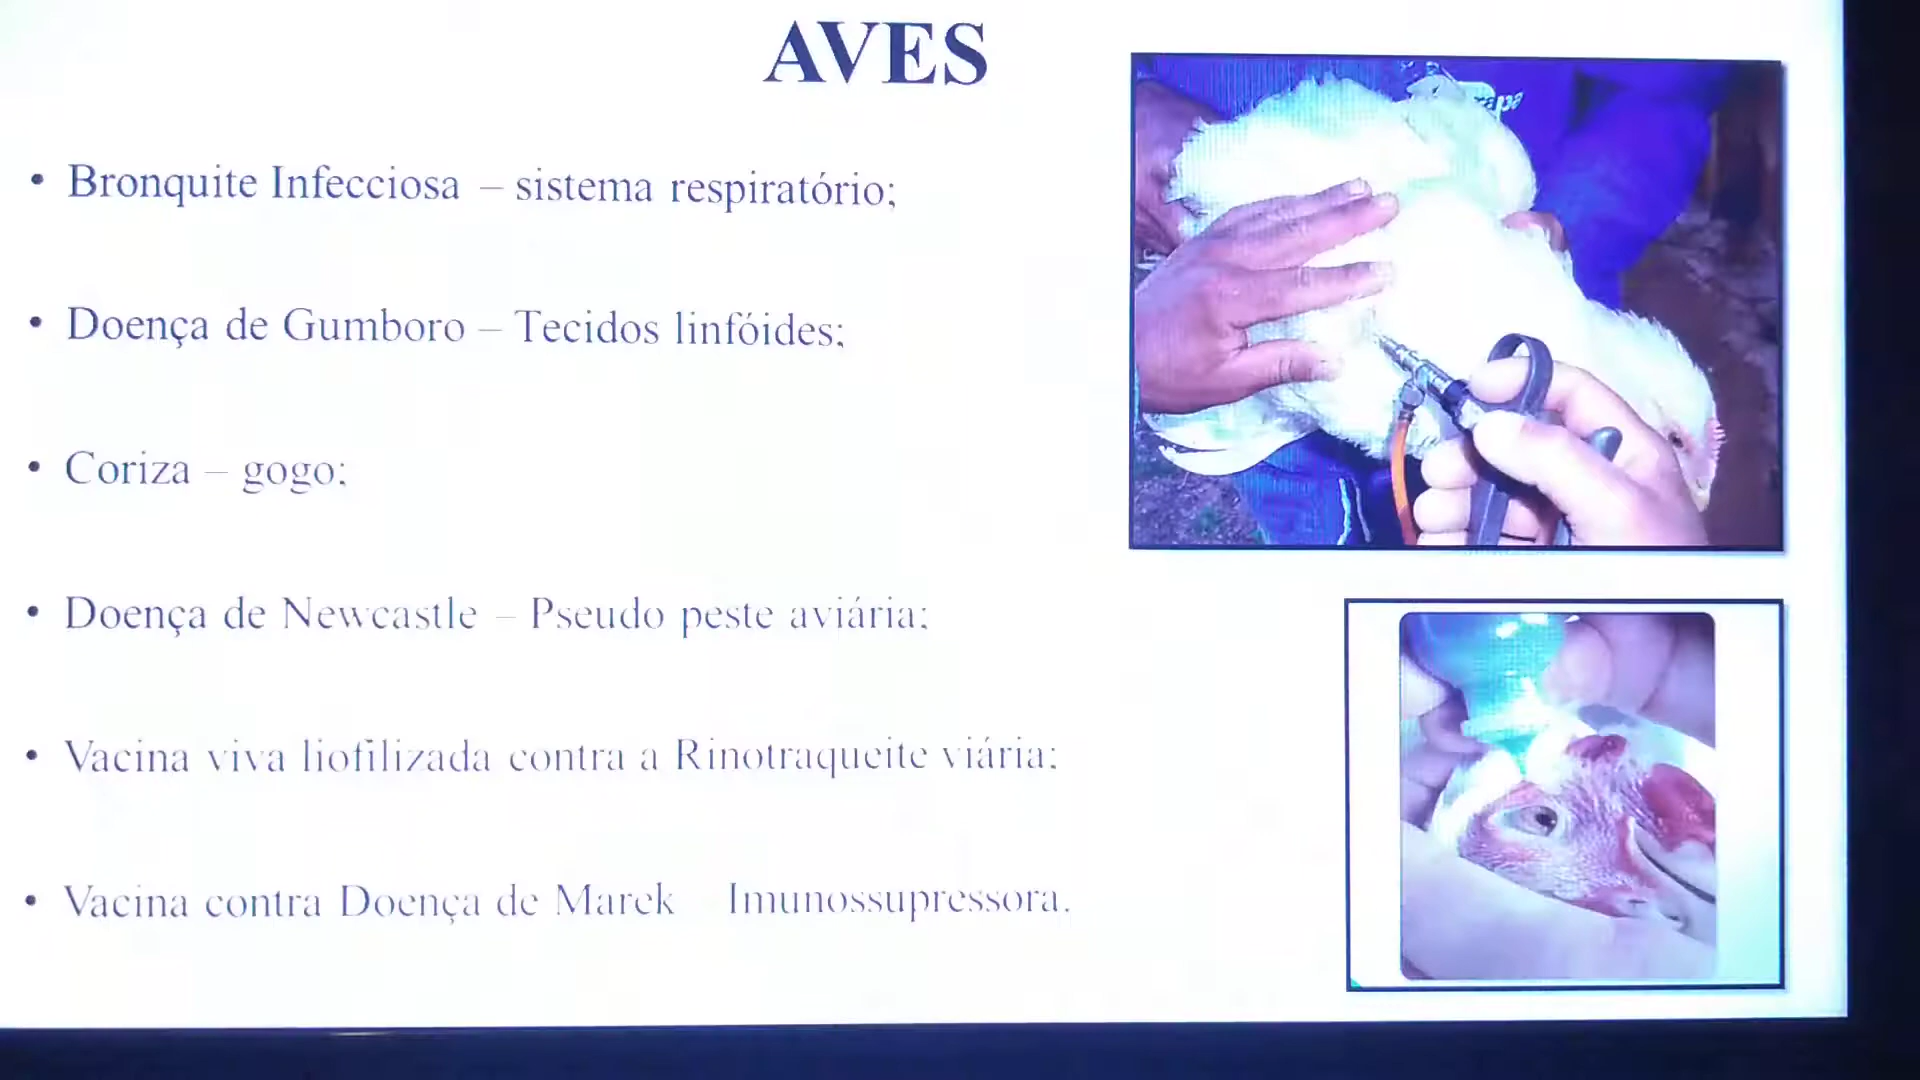 AVES
• Bronquite Infecciosa – sistema respiratório;
• Doença de Gumboro – Tecidos linfóides;
• Coriza – gogo;
• Doença de Newcastle – Pseudo peste aviária;
• Vacina viva liofilizada contra a Rinotraqueite viária;
• Vacina contra Doença de Marek – Imunossupressora.